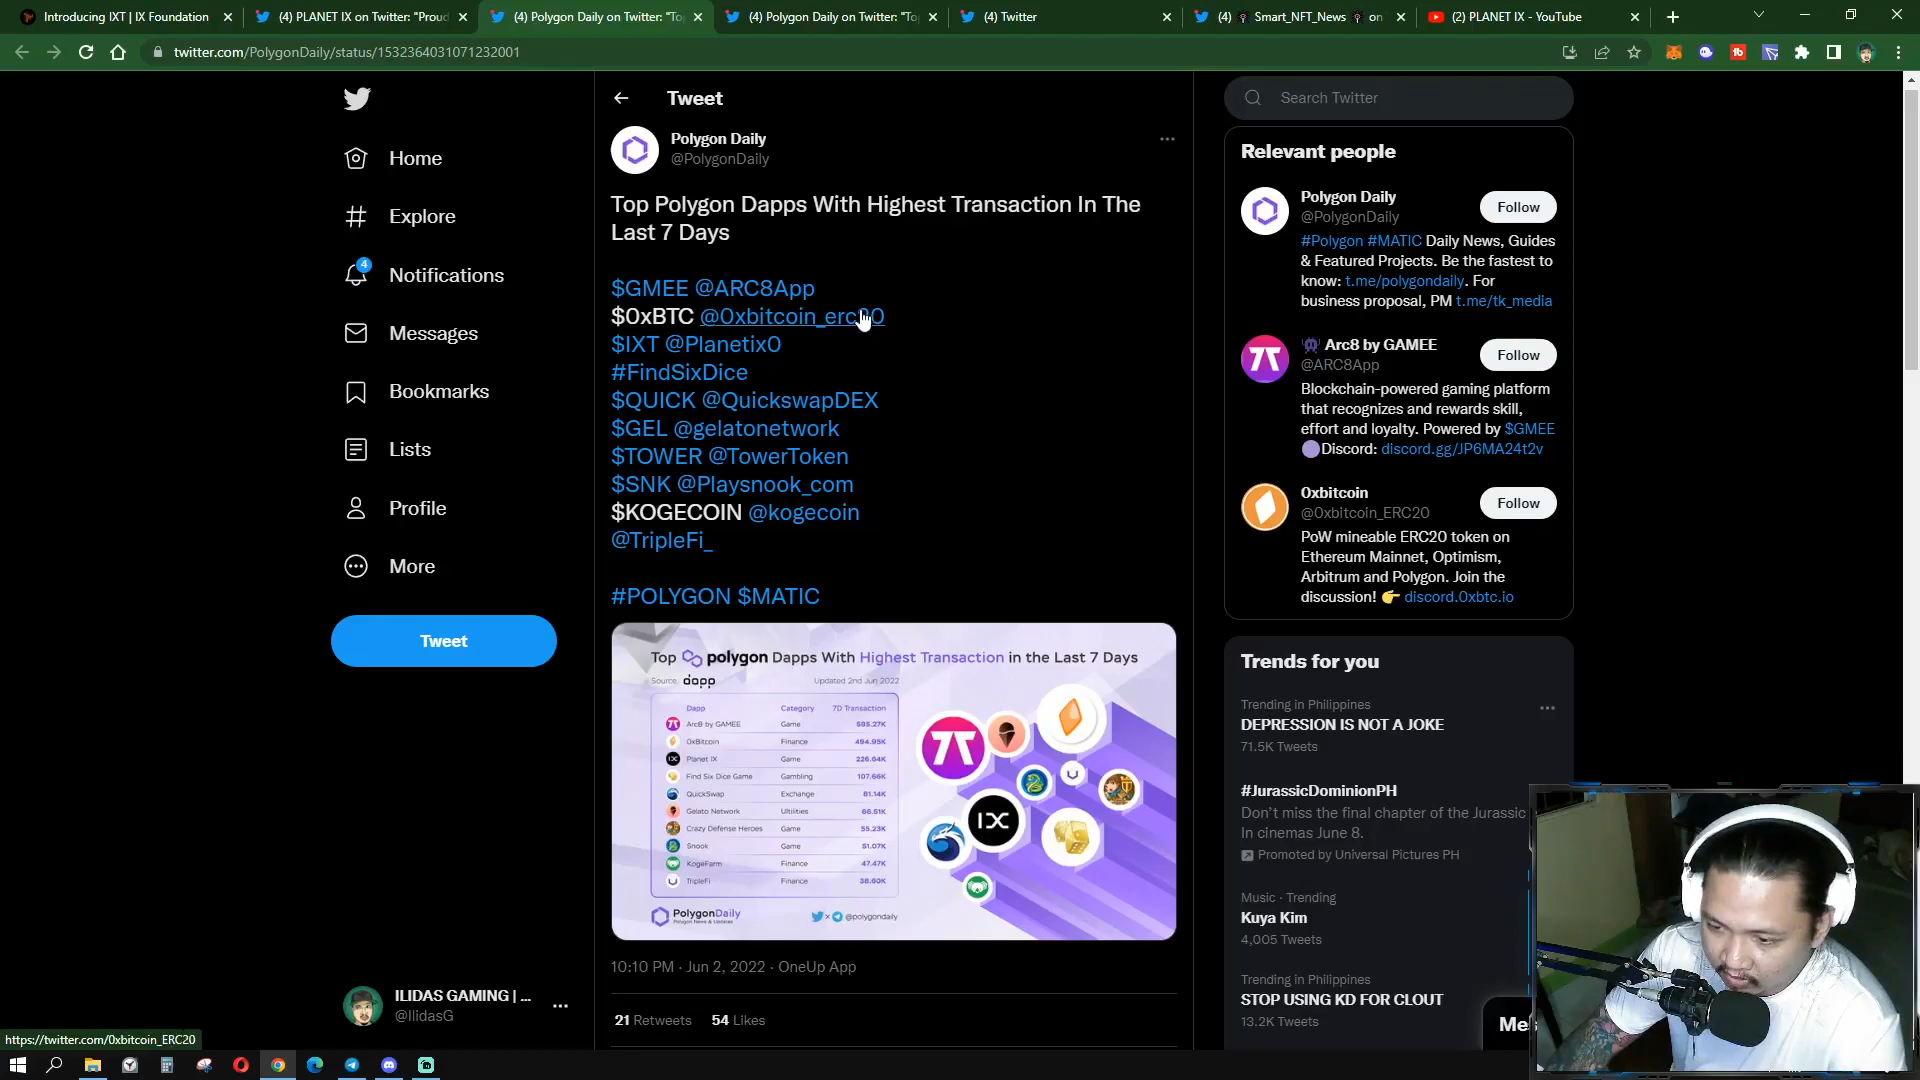 Introducing IXT | IX Foundation
(4) PLANET IX on Twitter: "Proud
(4) Polygon Daily on Twitter: "To
(4) Polygon Daily on Twitter: "To
(4) Twitter
(4) Smart_NFT_News on
(2) PLANET IX - YouTube
twitter.com/PolygonDaily/status/1532364031071232001
Home
Explore
4
Notifications
Messages
Bookmarks
Lists
Profile
More
Tweet
ILIDAS GAMING | ...
@IlidasG
https://twitter.com/0xbitcoin_ERC20
Tweet
Polygon Daily
@PolygonDaily
Top Polygon Dapps With Highest Transaction In The
Last 7 Days
$GMEE @ARC8App
$0xBTC @0xbitcoin_erc20
$IXT @Planetix0
#FindSixDice
$QUICK @QuickswapDEX
$GEL @gelatonetwork
$TOWER @TowerToken
$SNK @Playsnook_com
$KOGECOIN @kogecoin
@TripleFi_
#POLYGON $MATIC
Top polygon Dapps With Highest Transaction in the Last 7 Days
Source: dapp Updated 2nd Jun 2022
Dapp Category 7D Transaction
Arc8 by GAMEE Game 595.27K
0xBitcoin Finance 494.95K
Planet IX Game 226.64K
Find Six Dice Game Gambling 107.66K
QuickSwap Exchange 81.14K
Gelato Network Utilities 66.51K
Crazy Defense Heroes Game 55.23K
Snook Game 51.07K
KogeFarm Finance 47.47K
TripleFi Finance 38.60K
IX
PolygonDaily
Polygon News & Updates
@polygondaily
10:10 PM · Jun 2, 2022 · OneUp App
21 Retweets 54 Likes
Search Twitter
Relevant people
Polygon Daily
@PolygonDaily
Follow
#Polygon #MATIC Daily News, Guides
& Featured Projects. Be the fastest to
know: t.me/polygondaily. For
business proposal, PM t.me/tk_media
Arc8 by GAMEE
@ARC8App
Follow
Blockchain-powered gaming platform
that recognizes and rewards skill,
effort and loyalty. Powered by $GMEE
Discord: discord.gg/JP6MA24t2v
0xbitcoin
@0xbitcoin_ERC20
Follow
PoW mineable ERC20 token on
Ethereum Mainnet, Optimism,
Arbitrum and Polygon. Join the
discussion! 👉 discord.0xbtc.io
Trends for you
Trending in Philippines
DEPRESSION IS NOT A JOKE
71.5K Tweets
#JurassicDominionPH
Don't miss the final chapter of the Jurassic
In cinemas June 8.
Promoted by Universal Pictures PH
Music · Trending
Kuya Kim
4,005 Tweets
Trending in Philippines
STOP USING KD FOR CLOUT
13.2K Tweets
Mes